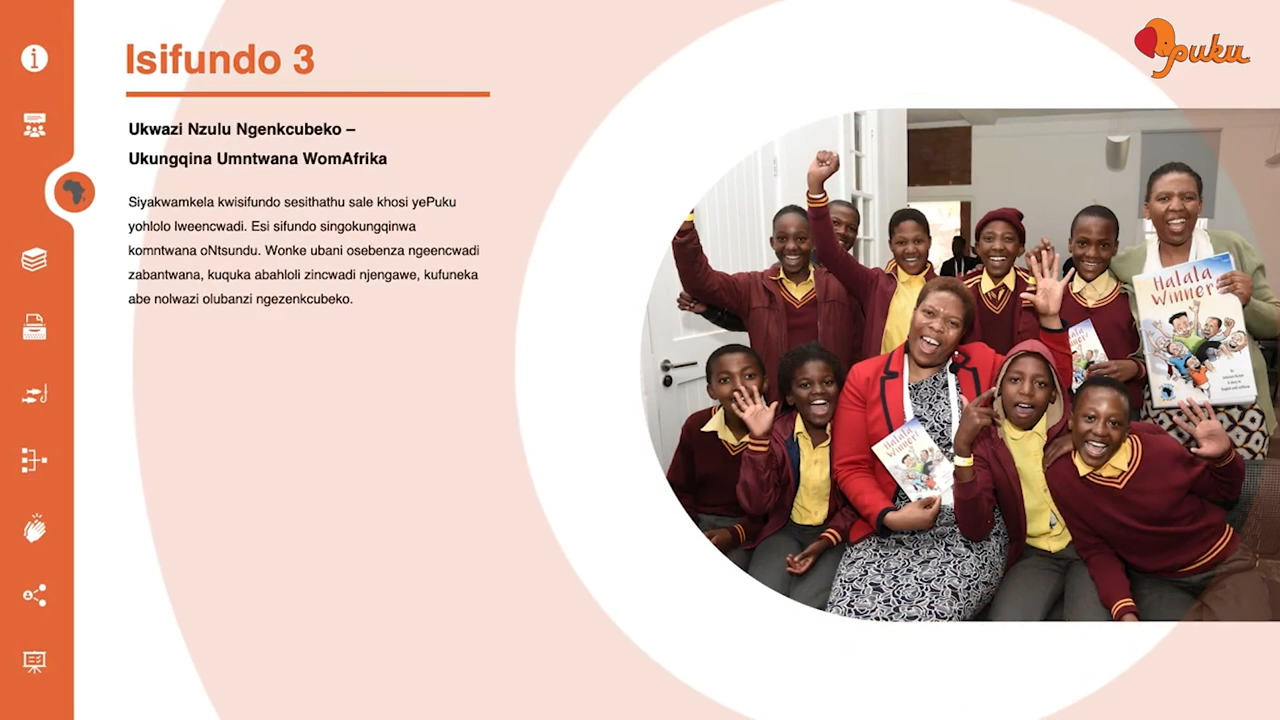 Isifundo 3
puku
Ukwazi Nzulu Ngenkcubeko –
Ukungqina Umntwana WomAfrika
Siyakwamkela kwisifundo sesithathu sale khosi yePuku
yohlolo lweencwadi. Esi sifundo singokungqinwa
komntwana oNtsundu. Wonke ubani osebenza ngeencwadi
zabantwana, kuquka abahloli zincwadi njengawe, kufuneka
abe nolwazi olubanzi ngezenkcubeko.
Halala
Winner!
Halala
Winner!